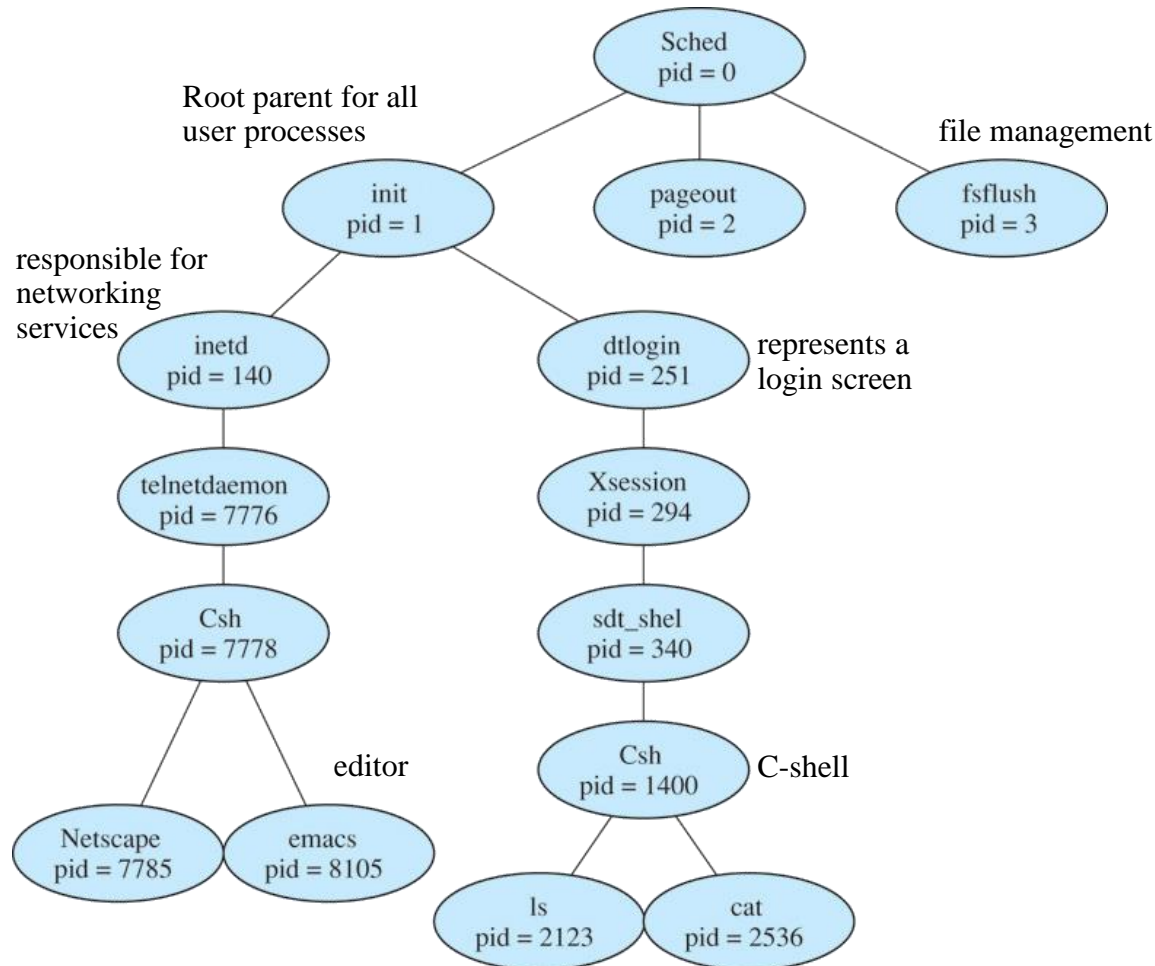 Sched
pid = 0
Root parent for all
user processes
file management
init
pid = 1
pageout
pid = 2
fsflush
pid = 3
responsible for
networking
services
inetd
pid = 140
dtlogin
pid = 251
represents a
login screen
telnetdaemon
pid = 7776
Xsession
pid = 294
Csh
pid = 7778
sdt_shel
pid = 340
editor
Csh
pid = 1400
C-shell
Netscape
pid = 7785
emacs
pid = 8105
ls
pid = 2123
cat
pid = 2536